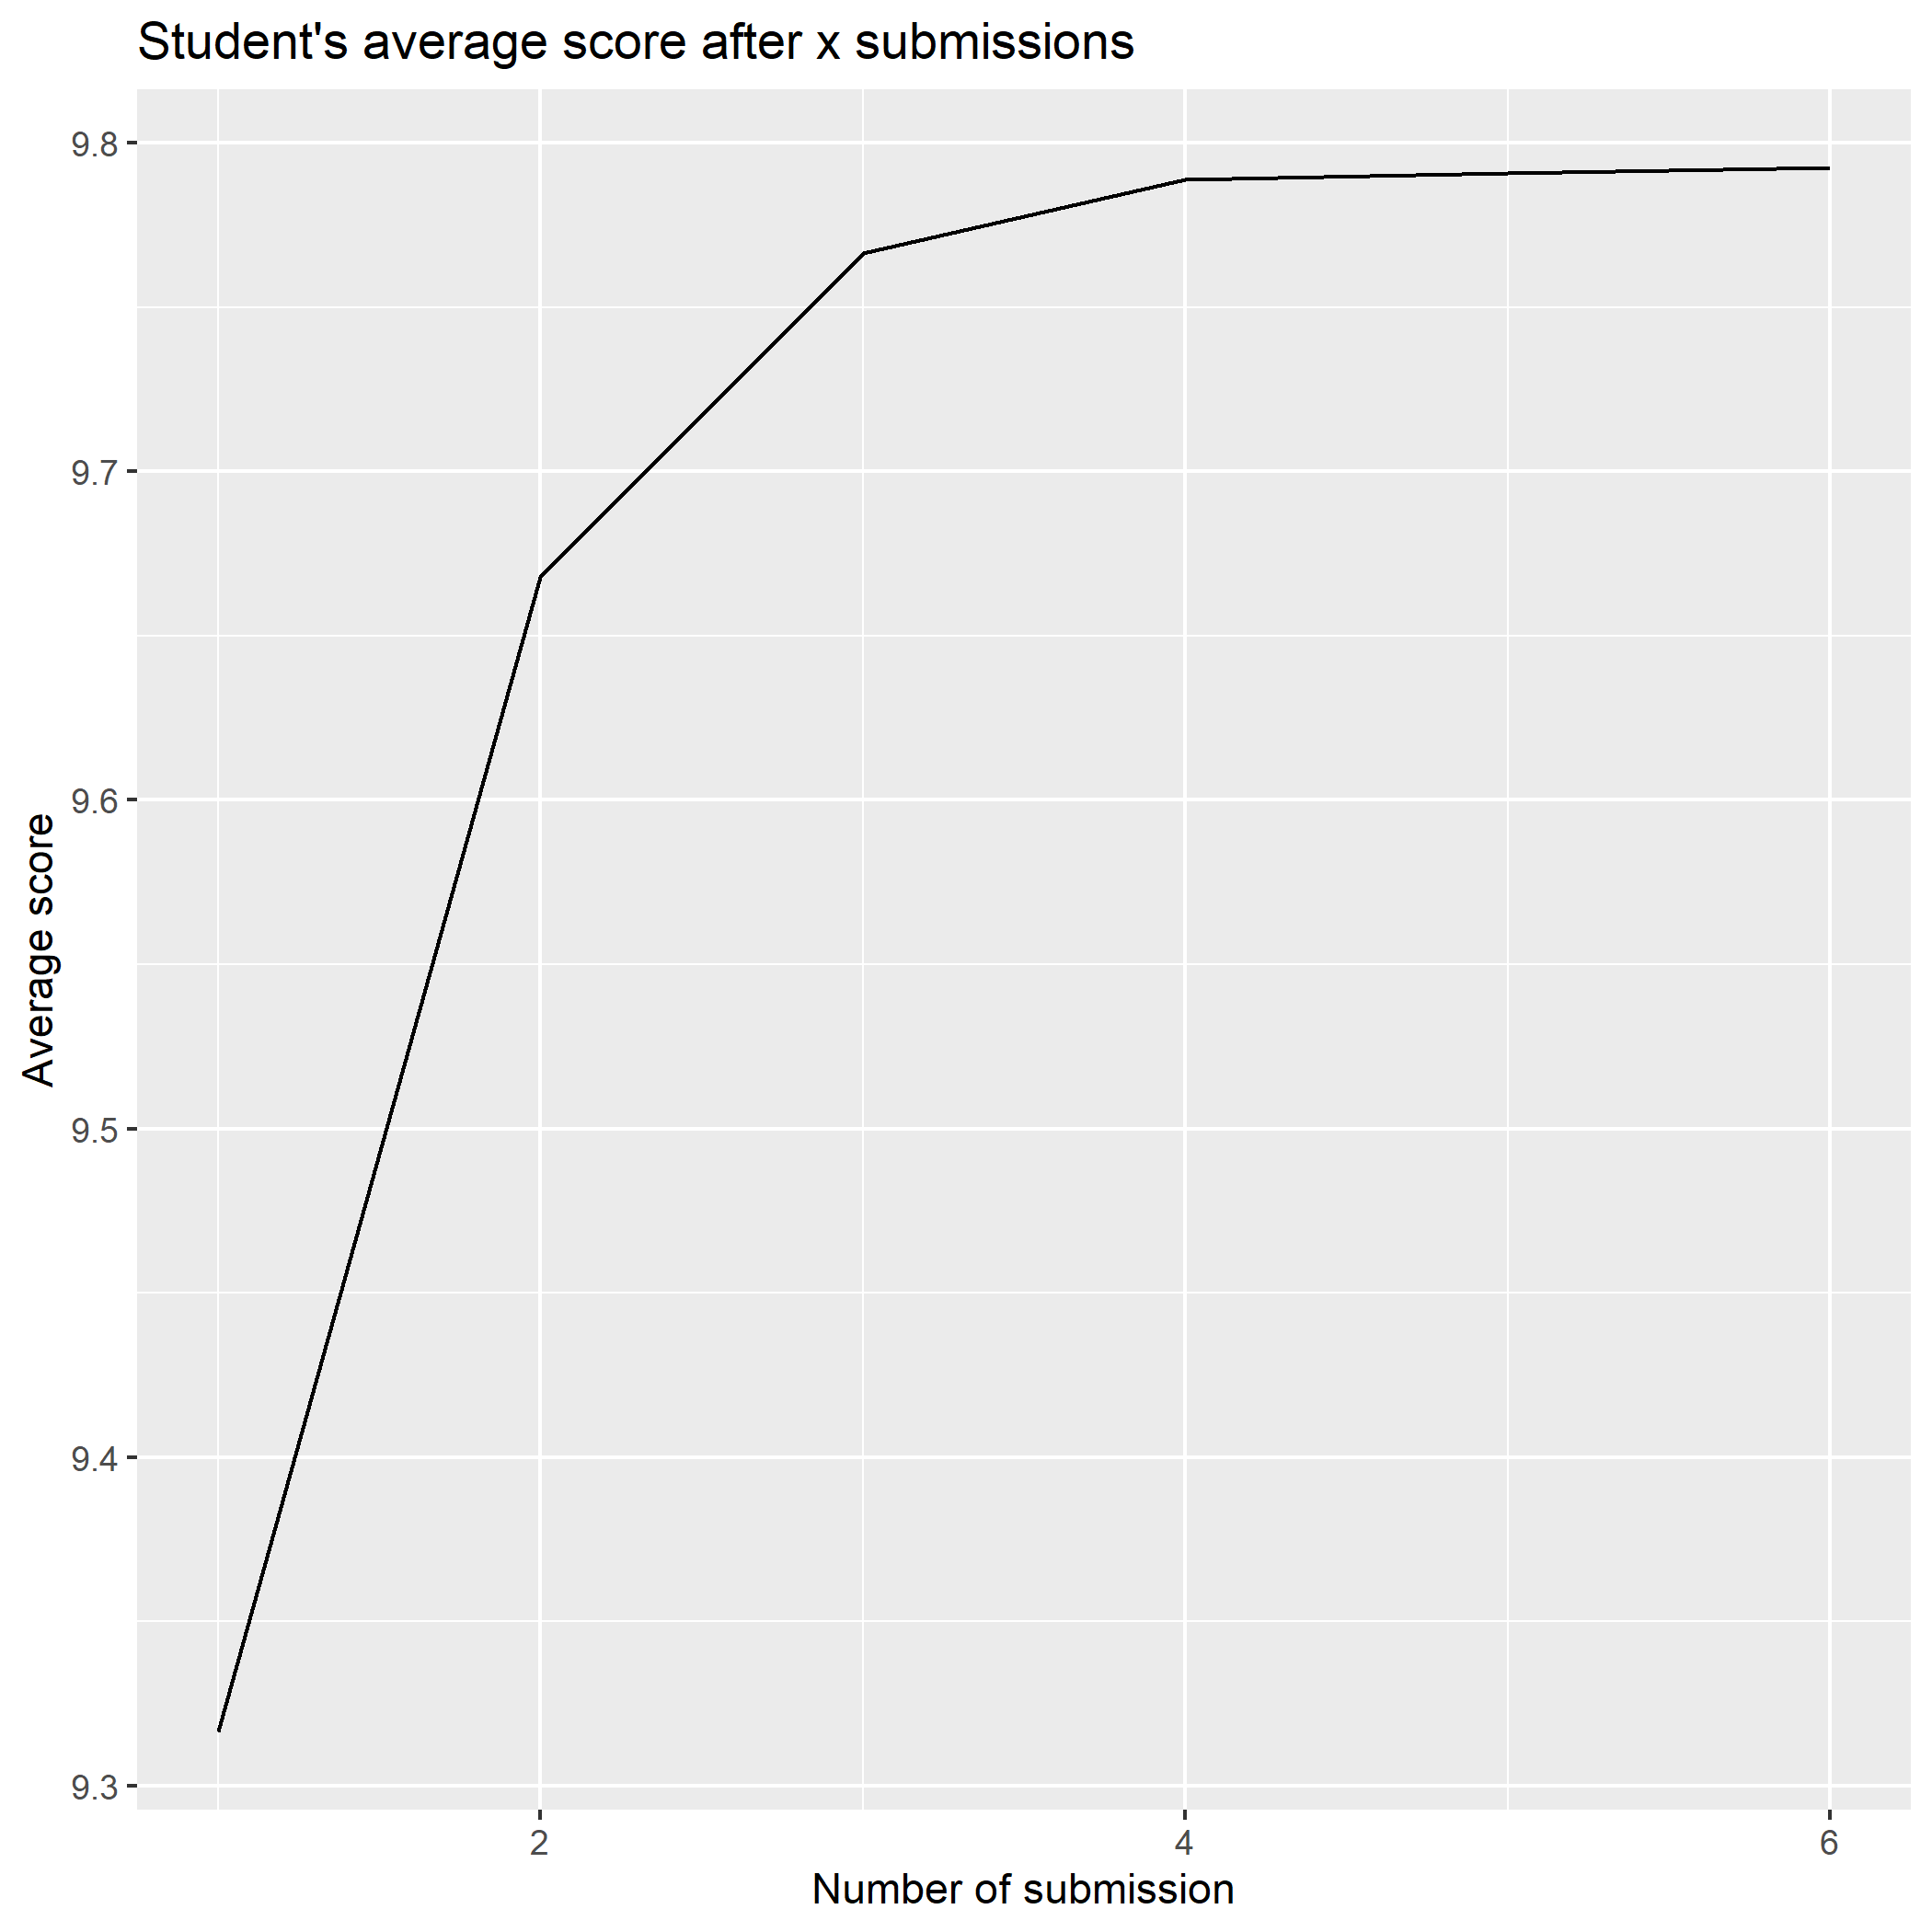 Student's average score after x submissions
9.8
9.7
9.6
9.5
9.4
9.3
Average score
2 4 6
Number of submission